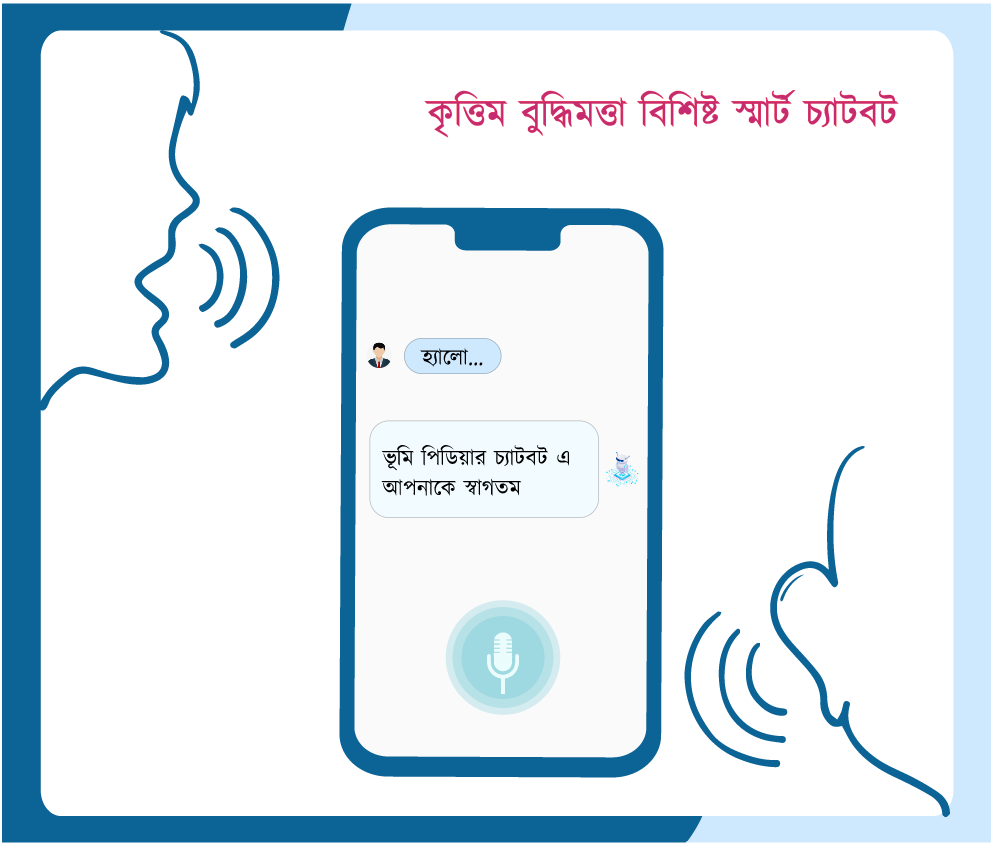 কৃত্তিম বুদ্ধিমত্তা বিশিষ্ট স্মার্ট চ্যাটবট
হ্যালো...
ভূমি পিডিয়ার চ্যাটবট এ
আপনাকে স্বাগতম